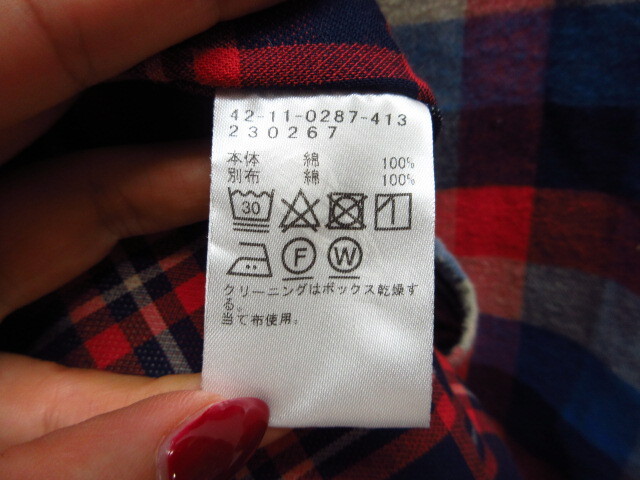 42-11-0287-413
230267
本体 綿 100%
別布 綿 100%
30
F W
クリーニングはボックス乾燥す
る。
当て布使用。